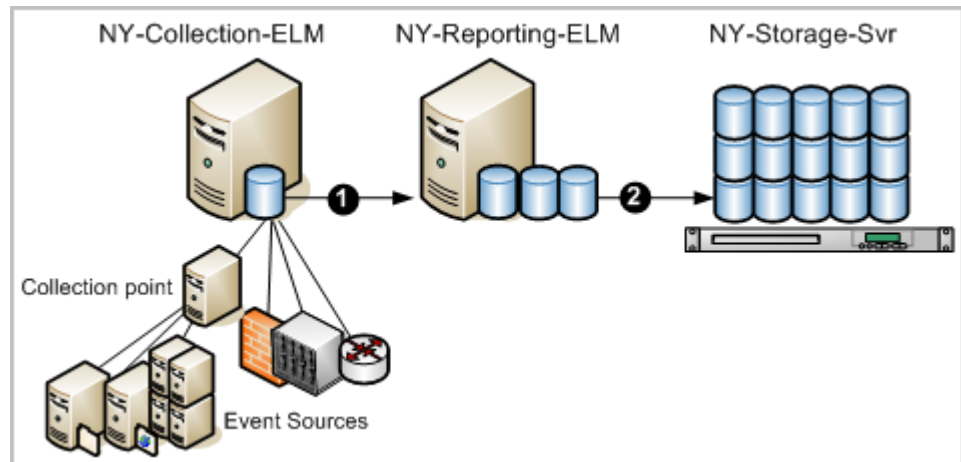 NY-Collection-ELM
NY-Reporting-ELM
NY-Storage-Svr
1
2
Collection point
Event Sources